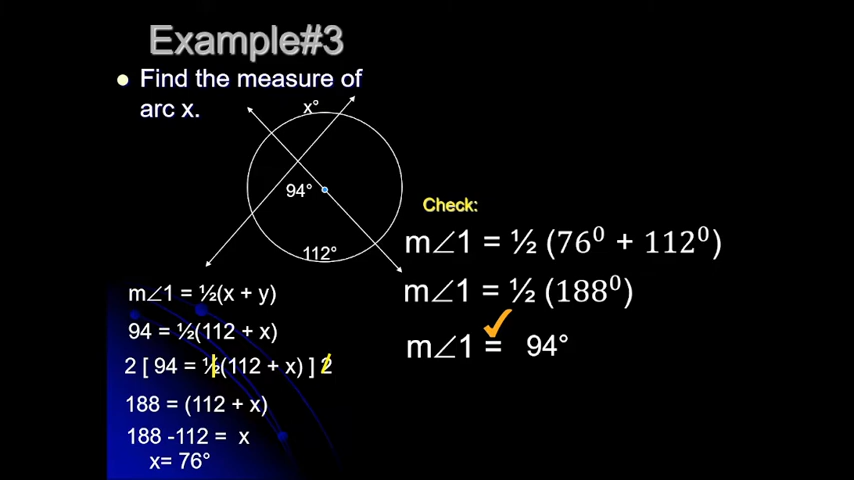 Example#3
Find the measure of
arc x.
x°
94°
112°
m∠1 = ½(x + y)
94 = ½(112 + x)
2 [ 94 = ½(112 + x) ] 2
188 = (112 + x)
188 -112 = x
x= 76°
Check:
m∠1 = ½ (76⁰ + 112⁰)
m∠1 = ½ (188⁰)
m∠1 = 94°